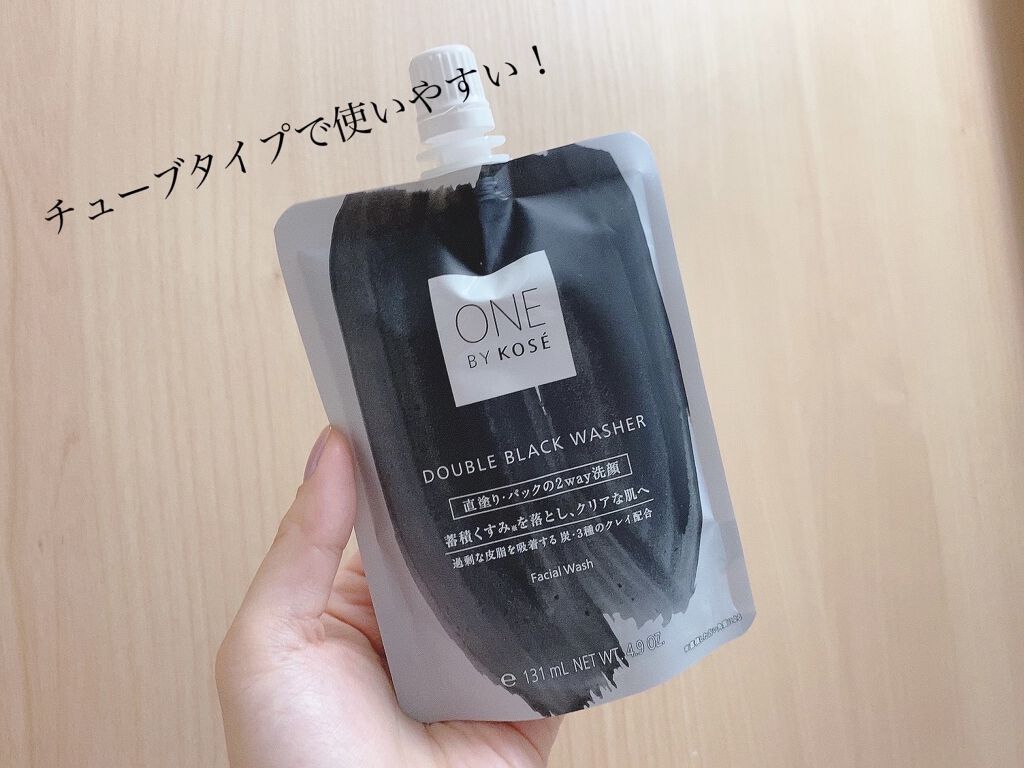 チューブタイプで使いやすい！
ONE
BY KOSÉ
DOUBLE BLACK WASHER
直塗り・パックの2way洗顔
蓄積くすみ※を落とし、クリアな肌へ
過剰な皮脂を吸着する 炭・3種のクレイ配合
Facial Wash
℮ 131 mL NET WT. 4.9 OZ.